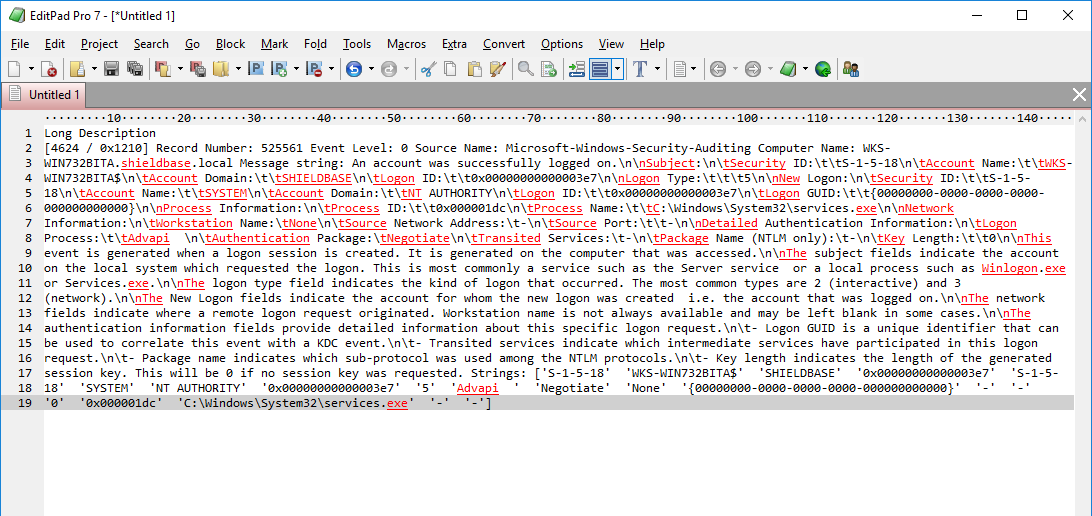 EditPad Pro 7 - [*Untitled 1]
File Edit Project Search Go Block Mark Fold Tools Macros Extra Convert Options View Help
Untitled 1
10 20 30 40 50 60 70 80 90 100 110 120 130 140
1 Long Description
2 [4624 / 0x1210] Record Number: 525561 Event Level: 0 Source Name: Microsoft-Windows-Security-Auditing Computer Name: WKS-
3 WIN732BITA.shieldbase.local Message string: An account was successfully logged on.\n\nSubject:\n\tSecurity ID:\t\tS-1-5-18\n\tAccount Name:\t\tWKS-
4 WIN732BITA$\n\tAccount Domain:\t\tSHIELDBASE\n\tLogon ID:\t\t0x00000000000003e7\n\nLogon Type:\t\t\t5\n\nNew Logon:\n\tSecurity ID:\t\tS-1-5-
5 18\n\tAccount Name:\t\tSYSTEM\n\tAccount Domain:\t\tNT AUTHORITY\n\tLogon ID:\t\t0x00000000000003e7\n\tLogon GUID:\t\t{00000000-0000-0000-0000-
6 000000000000}\n\nProcess Information:\n\tProcess ID:\t\t0x000001dc\n\tProcess Name:\t\tC:\Windows\System32\services.exe\n\nNetwork
7 Information:\n\tWorkstation Name:\tNone\n\tSource Network Address:\t-\n\tSource Port:\t\t-\n\nDetailed Authentication Information:\n\tLogon
8 Process:\t\tAdvapi  \n\tAuthentication Package:\tNegotiate\n\tTransited Services:\t-\n\tPackage Name (NTLM only):\t-\n\tKey Length:\t\t0\n\nThis
9 event is generated when a logon session is created. It is generated on the computer that was accessed.\n\nThe subject fields indicate the account
10 on the local system which requested the logon. This is most commonly a service such as the Server service  or a local process such as Winlogon.exe
11 or Services.exe.\n\nThe logon type field indicates the kind of logon that occurred. The most common types are 2 (interactive) and 3
12 (network).\n\nThe New Logon fields indicate the account for whom the new logon was created  i.e. the account that was logged on.\n\nThe network
13 fields indicate where a remote logon request originated. Workstation name is not always available and may be left blank in some cases.\n\nThe
14 authentication information fields provide detailed information about this specific logon request.\n\t- Logon GUID is a unique identifier that can
15 be used to correlate this event with a KDC event.\n\t- Transited services indicate which intermediate services have participated in this logon
16 request.\n\t- Package name indicates which sub-protocol was used among the NTLM protocols.\n\t- Key length indicates the length of the generated
17 session key. This will be 0 if no session key was requested. Strings: ['S-1-5-18'  'WKS-WIN732BITA$'  'SHIELDBASE'  '0x00000000000003e7'  'S-1-5-
18 18'  'SYSTEM'  'NT AUTHORITY'  '0x00000000000003e7'  '5'  'Advapi  '  'Negotiate'  'None'  '{00000000-0000-0000-0000-000000000000}'  '-'  '-'
19 '0'  '0x000001dc'  'C:\Windows\System32\services.exe'  '-'  '-']